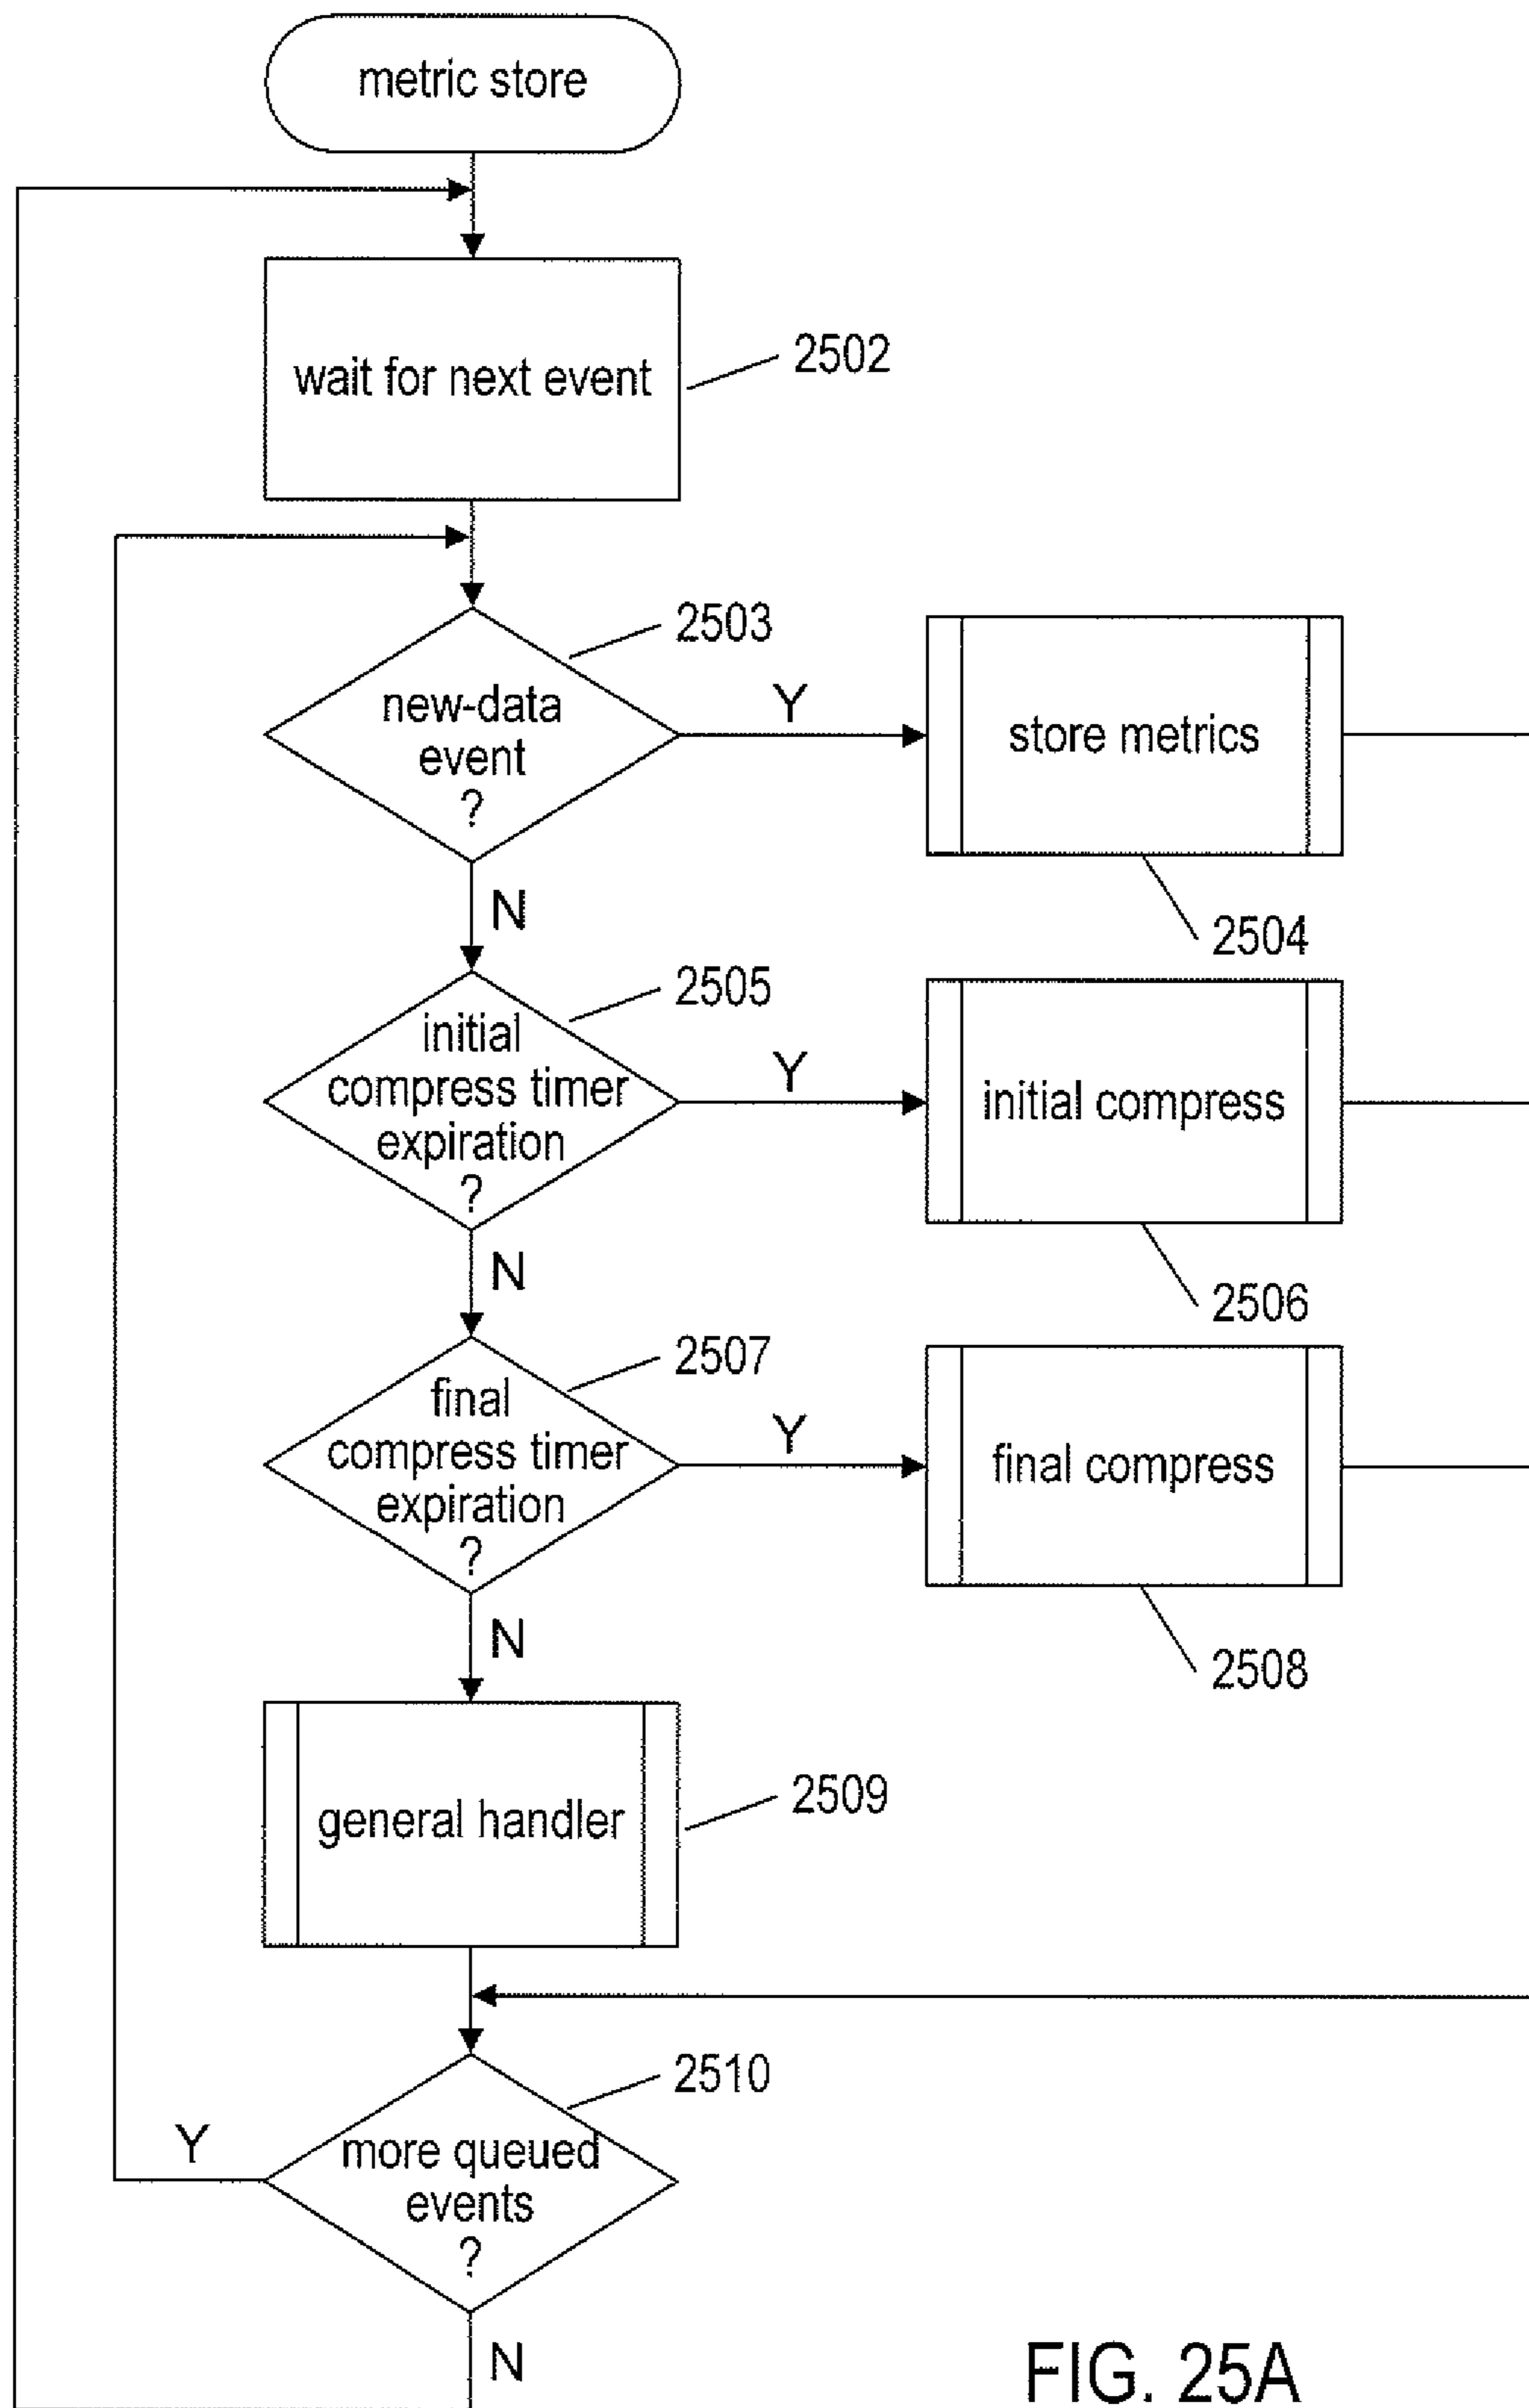 metric store
wait for next event
2502
2503
new-data
event
?
Y
store metrics
2504
N
2505
initial
compress timer
expiration
?
Y
initial compress
2506
N
2507
final
compress timer
expiration
?
Y
final compress
2508
N
general handler
2509
2510
more queued
events
?
Y
N
FIG. 25A